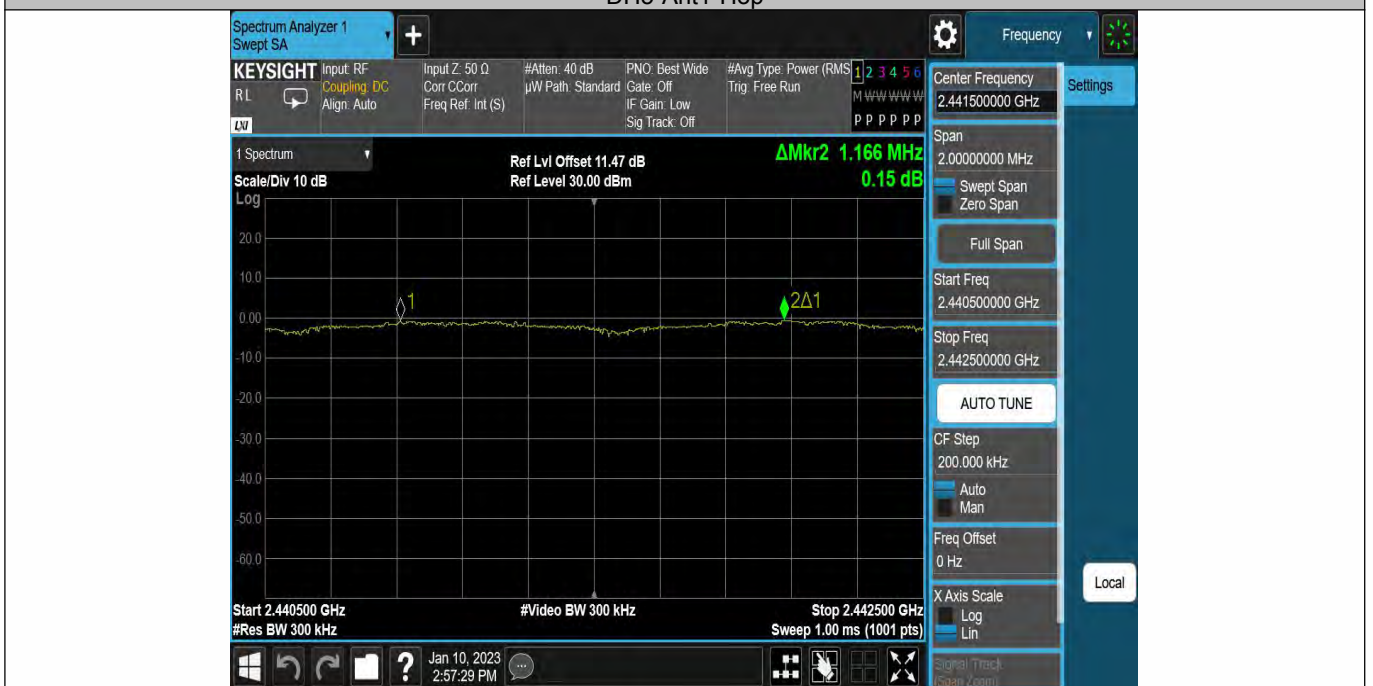 Spectrum Analyzer 1
Swept SA
+
Frequency
KEYSIGHT
RL
LXI
Input: RF
Coupling: DC
Align: Auto
Input Z: 50 Ω
Corr CCorr
Freq Ref: Int (S)
#Atten: 40 dB
µW Path: Standard
PNO: Best Wide
Gate: Off
IF Gain: Low
Sig Track: Off
#Avg Type: Power (RMS
Trig: Free Run
1 2 3 4 5 6
M W W W W W
P P P P P P
Center Frequency
2.441500000 GHz
Settings
Span
2.00000000 MHz
Swept Span
Zero Span
Full Span
Start Freq
2.440500000 GHz
Stop Freq
2.442500000 GHz
AUTO TUNE
CF Step
200.000 kHz
Auto
Man
Freq Offset
0 Hz
X Axis Scale
Log
Lin
Signal Track
(Span Zoom)
Local
1 Spectrum
Scale/Div 10 dB
Log
Ref Lvl Offset 11.47 dB
Ref Level 30.00 dBm
ΔMkr2 1.166 MHz
0.15 dB
20.0
10.0
0.00
-10.0
-20.0
-30.0
-40.0
-50.0
-60.0
1
2Δ1
Start 2.440500 GHz
#Res BW 300 kHz
#Video BW 300 kHz
Stop 2.442500 GHz
Sweep 1.00 ms (1001 pts)
?
Jan 10, 2023
2:57:29 PM